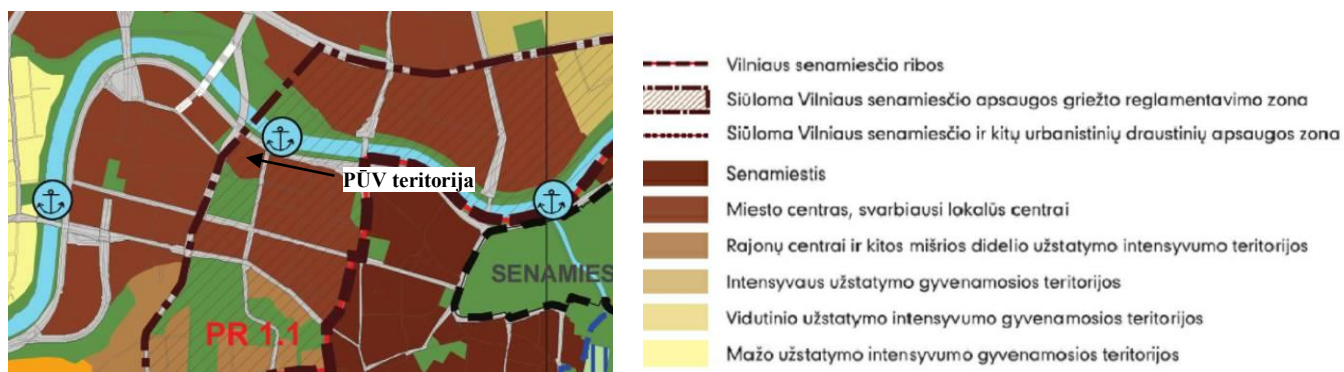 PŪV teritorija
SENAMIES
PR 1.1
Vilniaus senamiesčio ribos
Siūloma Vilniaus senamiesčio apsaugos griežto reglamentavimo zona
Siūloma Vilniaus senamiesčio ir kitų urbanistinių draustinių apsaugos zona
Senamiestis
Miesto centras, svarbiausi lokalūs centrai
Rajonų centrai ir kitos mišrios didelio užstatymo intensyvumo teritorijos
Intensyvaus užstatymo gyvenamosios teritorijos
Vidutinio užstatymo intensyvumo gyvenamosios teritorijos
Mažo užstatymo intensyvumo gyvenamosios teritorijos